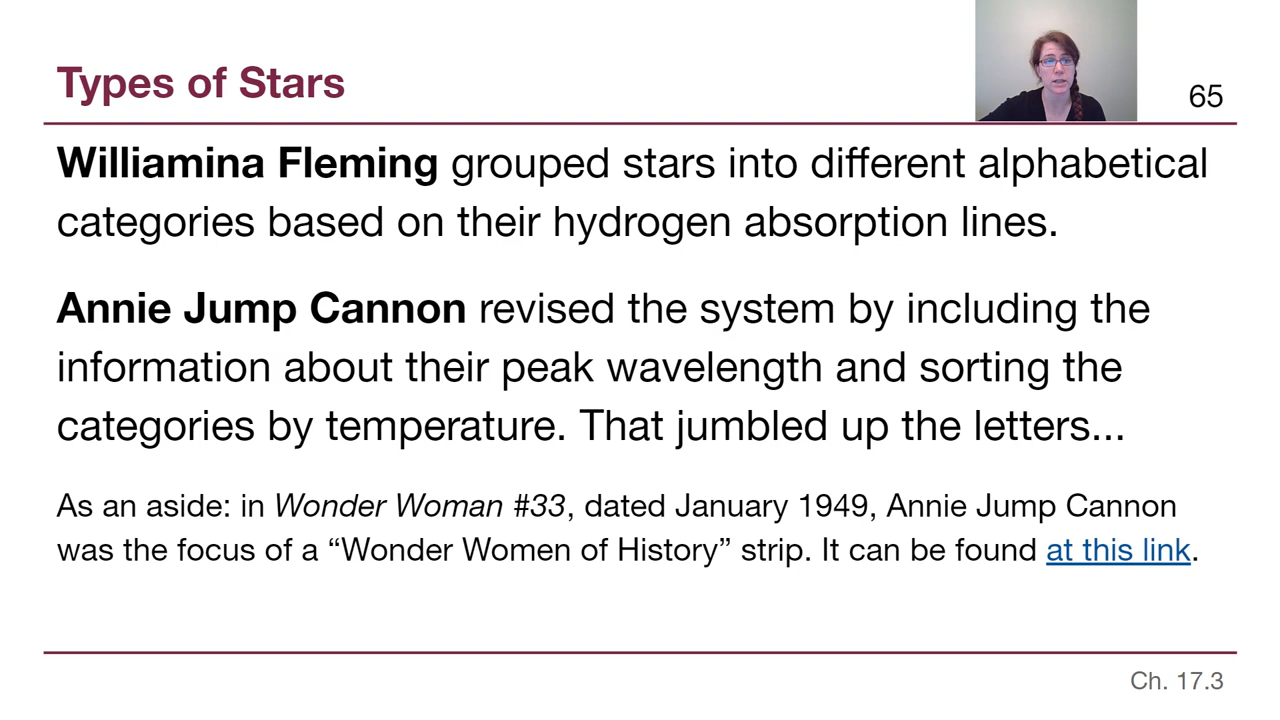 Types of Stars
65
Williamina Fleming grouped stars into different alphabetical
categories based on their hydrogen absorption lines.
Annie Jump Cannon revised the system by including the
information about their peak wavelength and sorting the
categories by temperature. That jumbled up the letters...
As an aside: in Wonder Woman #33, dated January 1949, Annie Jump Cannon
was the focus of a “Wonder Women of History” strip. It can be found at this link.
Ch. 17.3